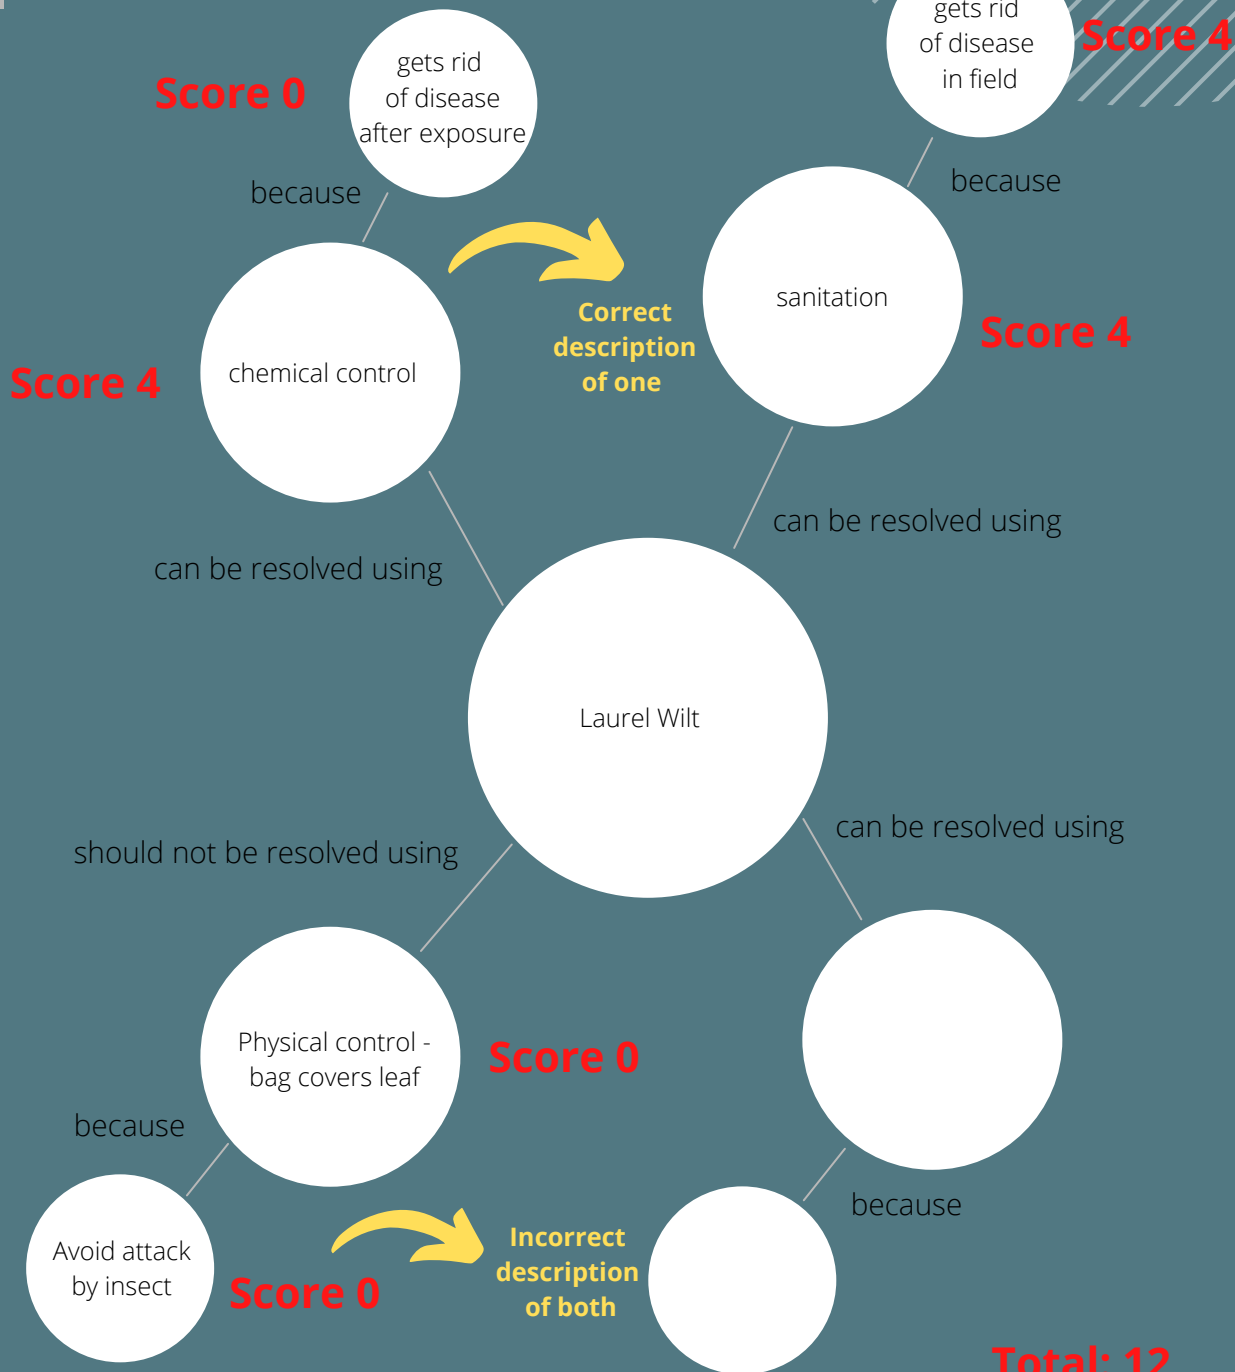 gets rid
of disease
in field
Score 4
gets rid
of disease
after exposure
Score 0
because
because
sanitation
Score 4
Correct
description
of one
chemical control
Score 4
can be resolved using
can be resolved using
Laurel Wilt
can be resolved using
should not be resolved using
Physical control -
bag covers leaf
Score 0
because
because
Avoid attack
by insect
Score 0
Incorrect
description
of both
Total: 12